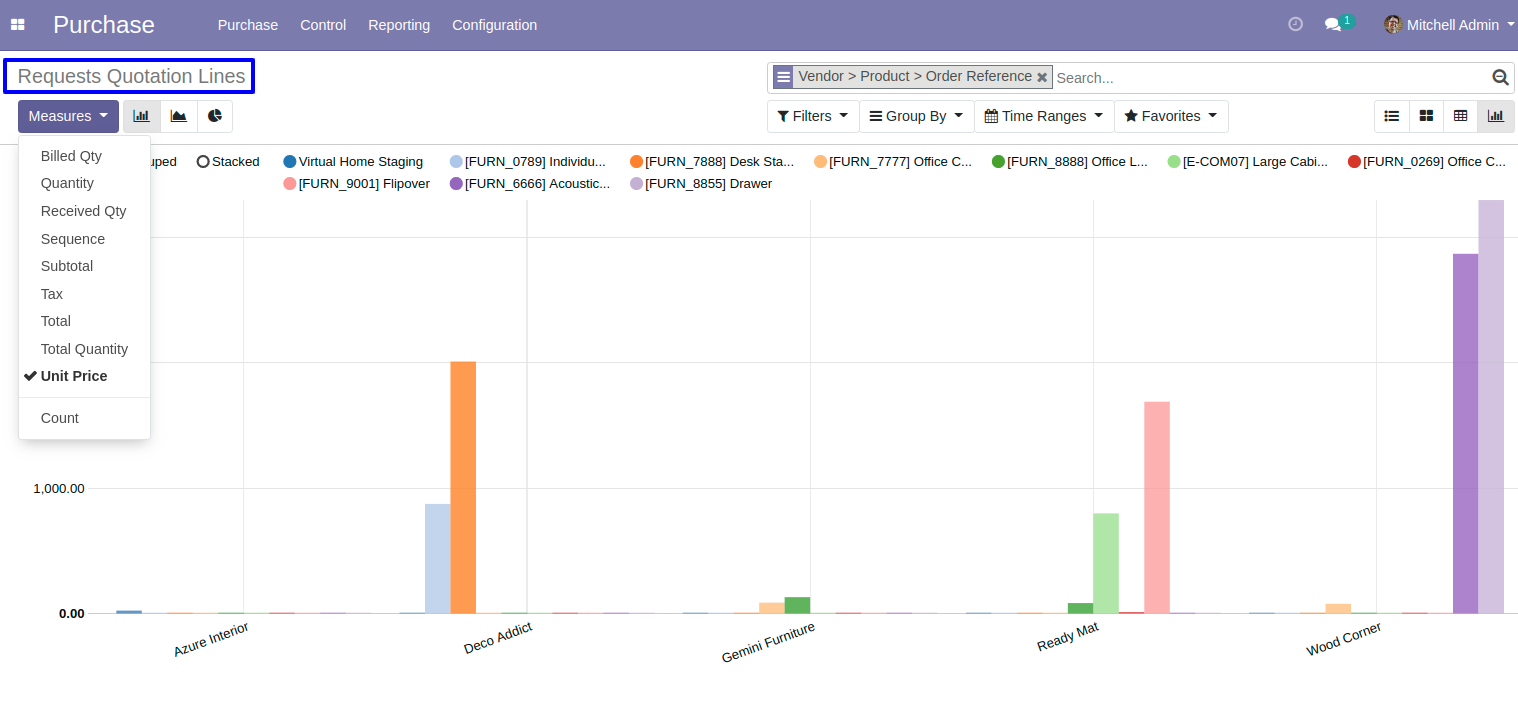 Purchase
Purchase Control Reporting Configuration
1
Mitchell Admin
Requests Quotation Lines
Vendor > Product > Order Reference
Search...
Measures
Filters
Group By
Time Ranges
Favorites
Billed Qty
Quantity
Received Qty
Sequence
Subtotal
Tax
Total
Total Quantity
Unit Price
Count
uped
Stacked
Virtual Home Staging
[FURN_0789] Individu...
[FURN_7888] Desk Sta...
[FURN_7777] Office C...
[FURN_8888] Office L...
[E-COM07] Large Cabi...
[FURN_0269] Office C...
[FURN_9001] Flipover
[FURN_6666] Acoustic...
[FURN_8855] Drawer
1,000.00
0.00
Azure Interior
Deco Addict
Gemini Furniture
Ready Mat
Wood Corner